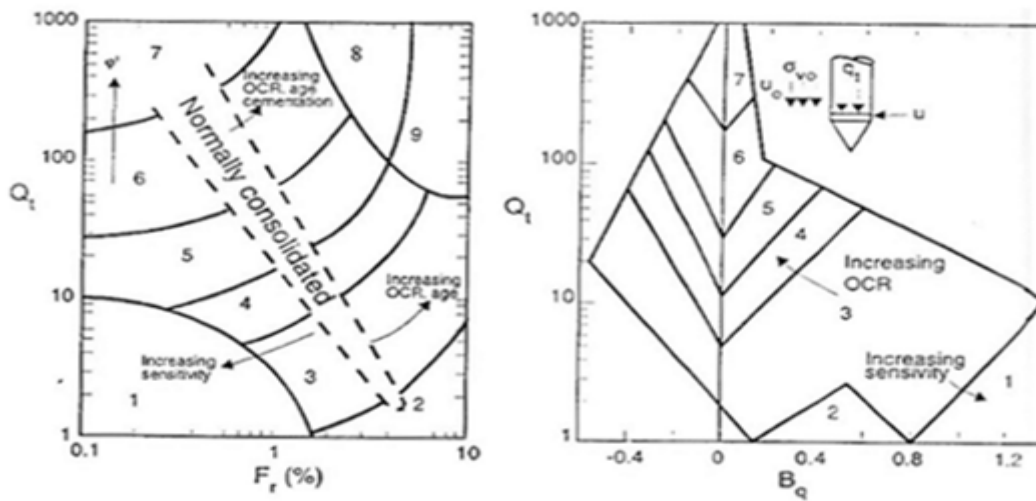 1000
7
8
φ'
Increasing
OCR, age
cementation
Normally consolidated
9
100
6
Qt
5
10
4
Increasing
OCR, age
Increasing
sensitivity
3
1
2
1
0.1
1
10
Fr (%)
1000
7
σvo
uo
qt
u
100
6
Qt
5
4
Increasing
OCR
10
3
Increasing
sensivity
1
2
1
-0.4
0
0.4
0.8
1.2
Bq